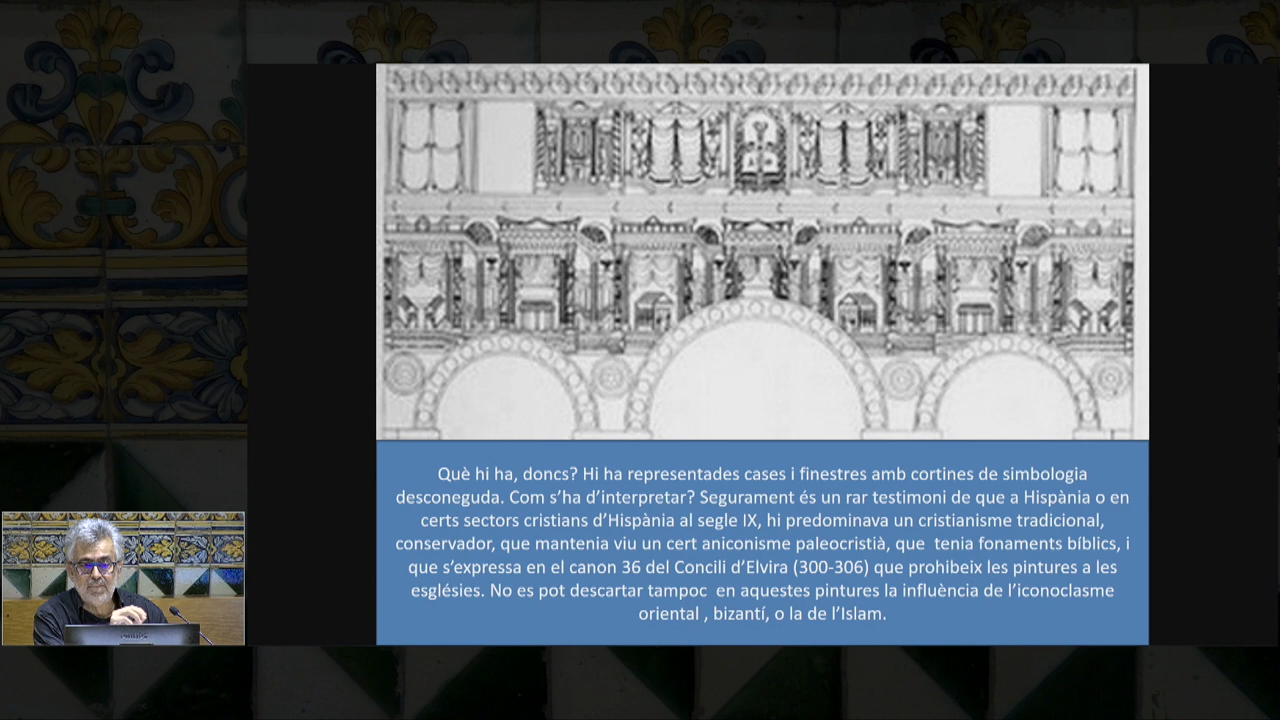 Què hi ha, doncs? Hi ha representades cases i finestres amb cortines de simbologia
desconeguda. Com s’ha d’interpretar? Segurament és un rar testimoni de que a Hispània o en
certs sectors cristians d’Hispània al segle IX, hi predominava un cristianisme tradicional,
conservador, que mantenia viu un cert aniconisme paleocristià, que  tenia fonaments bíblics, i
que s’expressa en el canon 36 del Concili d’Elvira (300-306) que prohibeix les pintures a les
esglésies. No es pot descartar tampoc  en aquestes pintures la influència de l’iconoclasme
oriental , bizantí, o la de l’Islam.
PHILIPS